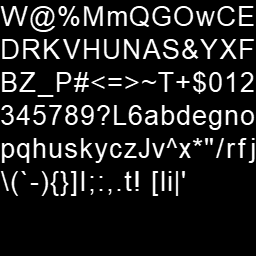 W@%MmQGOwCE
DRKVHUNAS&YXF
BZ_P#<=>~T+$012
345789?L6abdegno
pqhuskyczJv^x*"/rfj
\(`-){}]I;:,.t! [li|'